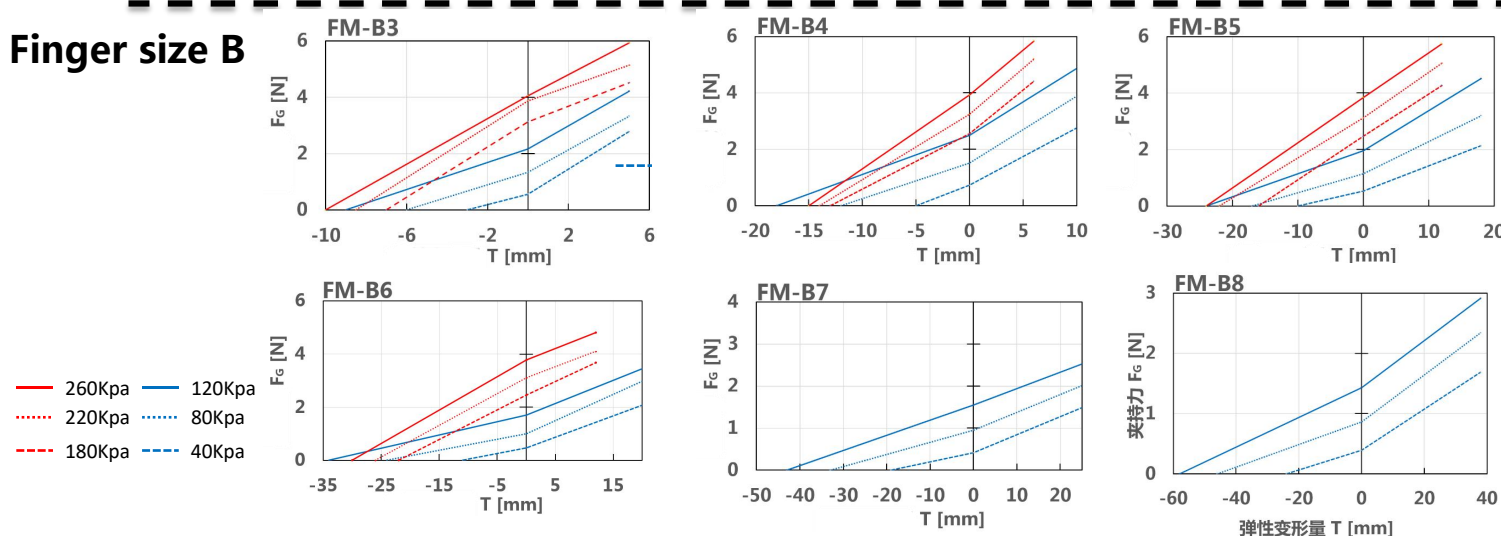 Finger size B
FM-B3
6
4
2
0
FG [N]
-10 -6 -2 2 6
T [mm]
FM-B4
6
4
2
0
FG [N]
-20 -15 -10 -5 0 5 10
T [mm]
FM-B5
6
4
2
0
FG [N]
-30 -20 -10 0 10 20
T [mm]
FM-B6
6
4
2
0
FG [N]
-35 -25 -15 -5 5 15
T [mm]
FM-B7
4
3
2
1
0
FG [N]
-50 -40 -30 -20 -10 0 10 20
T [mm]
FM-B8
3
2
1
0
夹持力 FG [N]
-60 -40 -20 0 20 40
弹性变形量 T [mm]
260Kpa 120Kpa
220Kpa 80Kpa
180Kpa 40Kpa